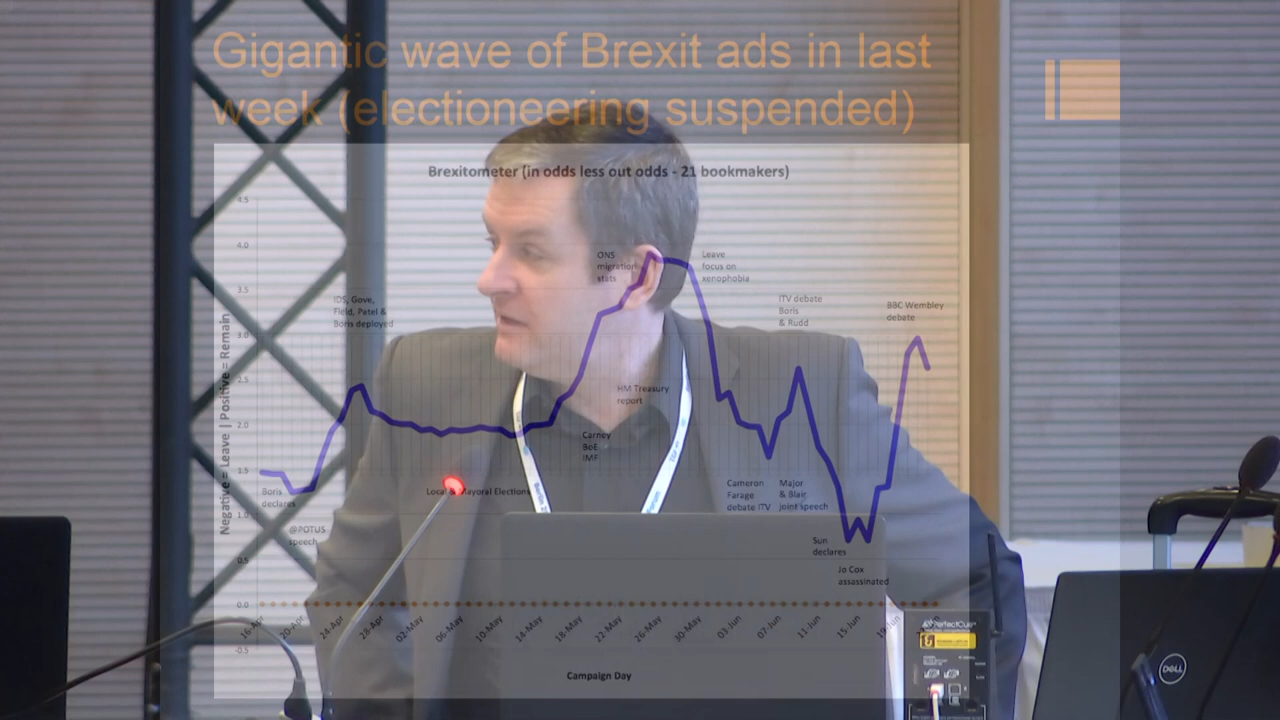 Gigantic wave of Brexit ads in last
week (electioneering suspended)
Brexitometer (in odds less out odds - 21 bookmakers)
Negative = Leave | Positive = Remain
4.5
4.0
3.5
3.0
2.5
2.0
1.5
0.5
0.0
-0.5
IDS, Gove,
Field, Patel &
Boris deployed
ONS
migration
stats
Leave
focus on
xenophobia
ITV debate
Boris
& Rudd
BBC Wembley
debate
HM Treasury
report
Carney
BoE
IMF
Boris
declares
@POTUS
speech
Local & Mayoral Elections
Cameron
Farage
debate ITV
Major
& Blair
joint speech
Sun
declares
Jo Cox
assassinated
16-Apr
20-Apr
24-Apr
28-Apr
02-May
06-May
10-May
14-May
18-May
22-May
26-May
30-May
03-Jun
07-Jun
11-Jun
15-Jun
19-Jun
Campaign Day
Berlin
Forum
PerfectCue
DELL